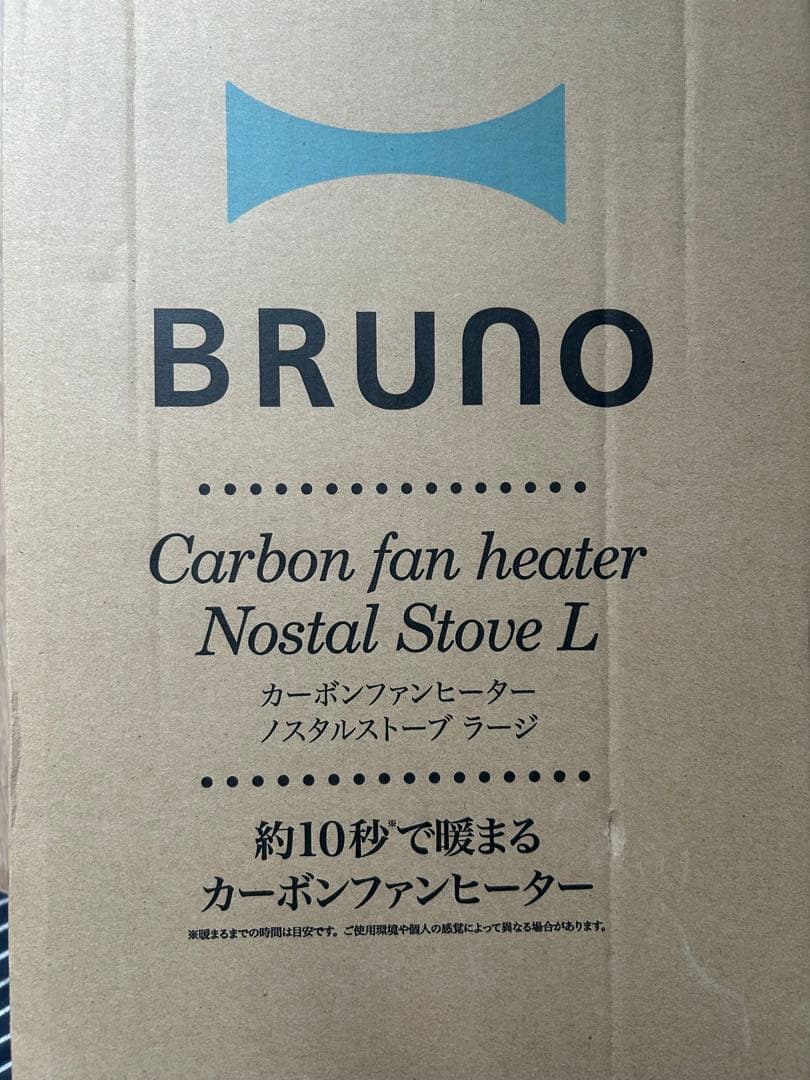 BRUNO
Carbon fan heater
Nostal Stove L
カーボンファンヒーター
ノスタルストーブ ラージ
約10秒※で暖まる
カーボンファンヒーター
※暖まるまでの時間は目安です。ご使用環境や個人の感覚によって異なる場合があります。